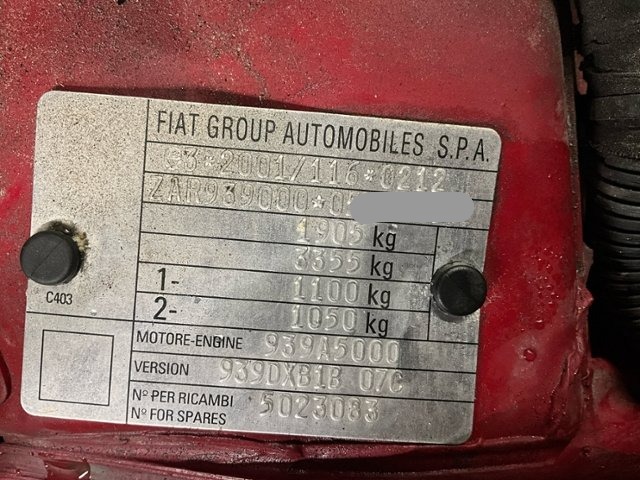 FIAT GROUP AUTOMOBILES S.P.A.
e3*2001/116*0212
ZAR939000*0
1905 kg
3355 kg
1- 1100 kg
2- 1050 kg
C403
MOTORE-ENGINE 939A5000
VERSION 939DXB1B 07C
Nº PER RICAMBI
Nº FOR SPARES 5023083